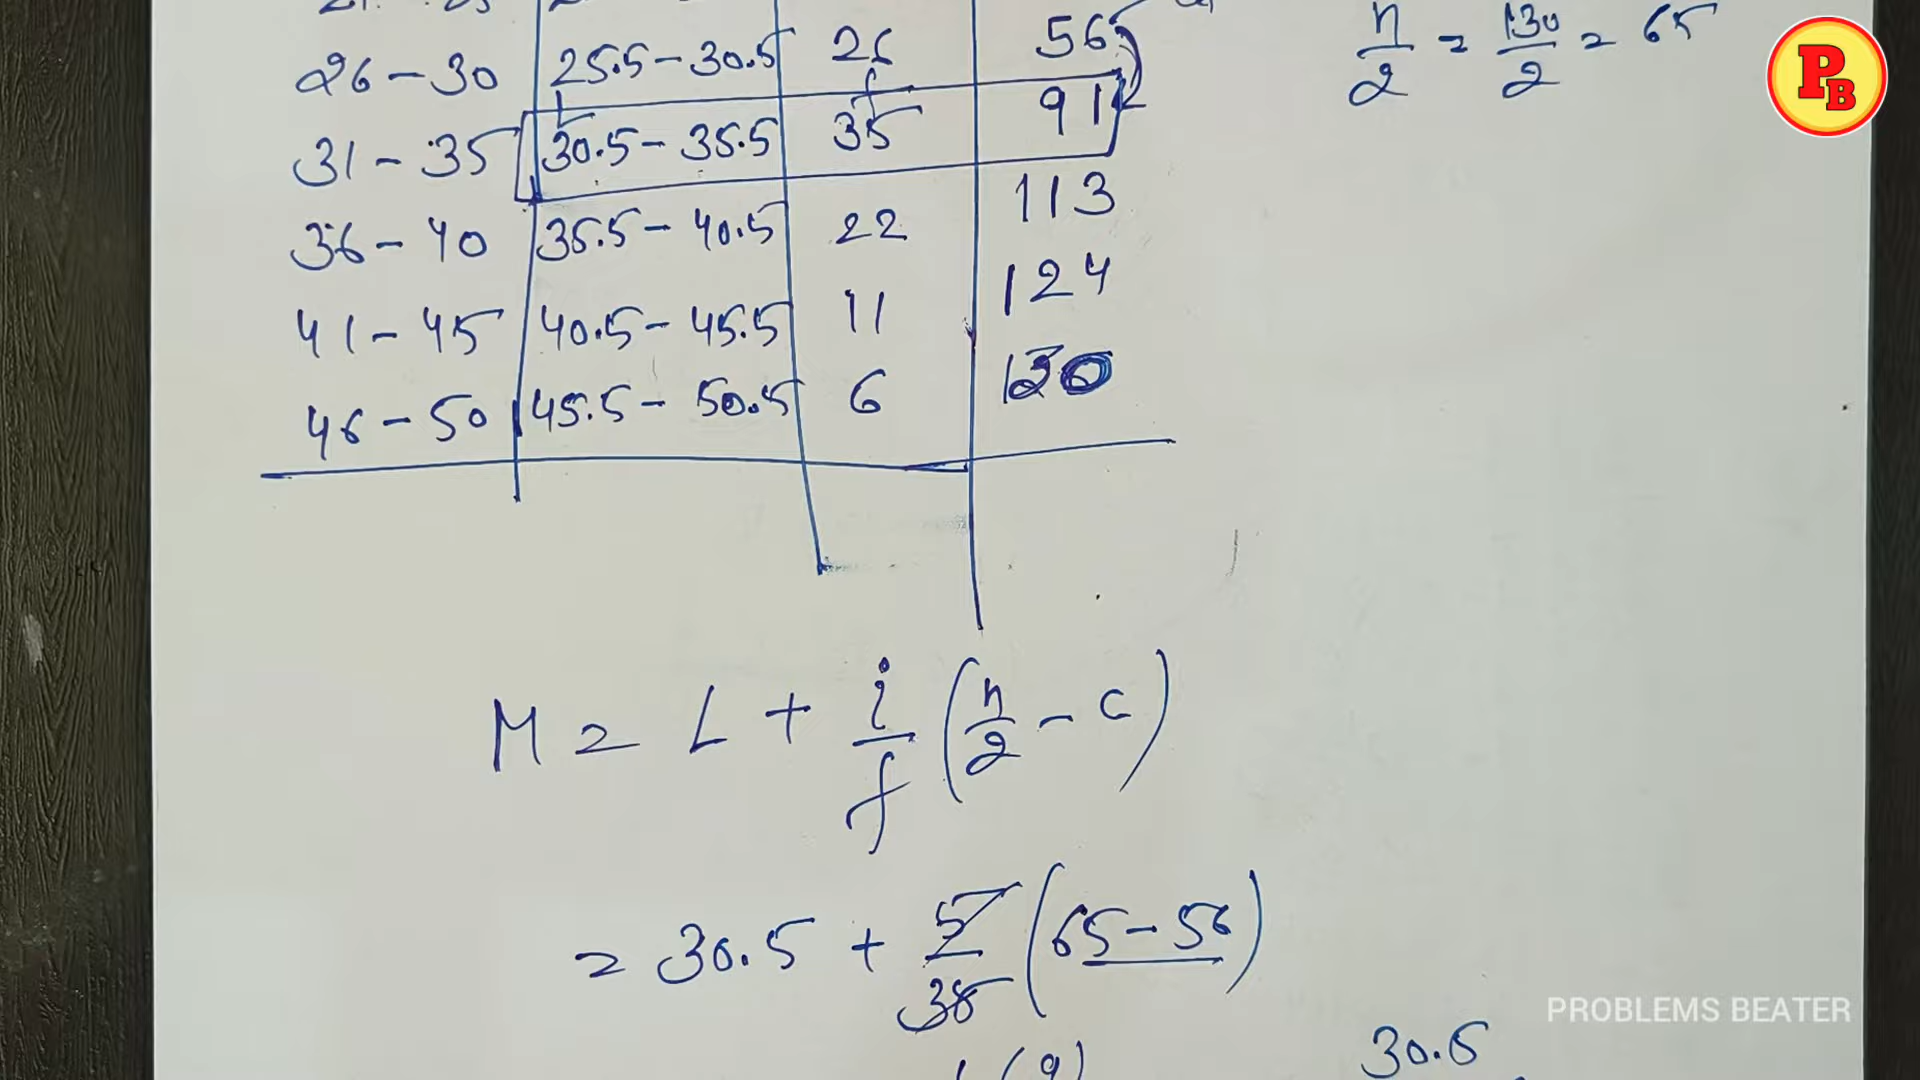 26 - 30 25.5 - 30.5 26 56
n/2 = 130/2 = 65
PB
f
31 - 35 30.5 - 35.5 35 91
36 - 40 35.5 - 40.5 22 113
41 - 45 40.5 - 45.5 11 124
46 - 50 45.5 - 50.5 6 130
M = L + i/f (n/2 - c)
= 30.5 + 5/35 (65 - 56)
PROBLEMS BEATER
(9)
30.5